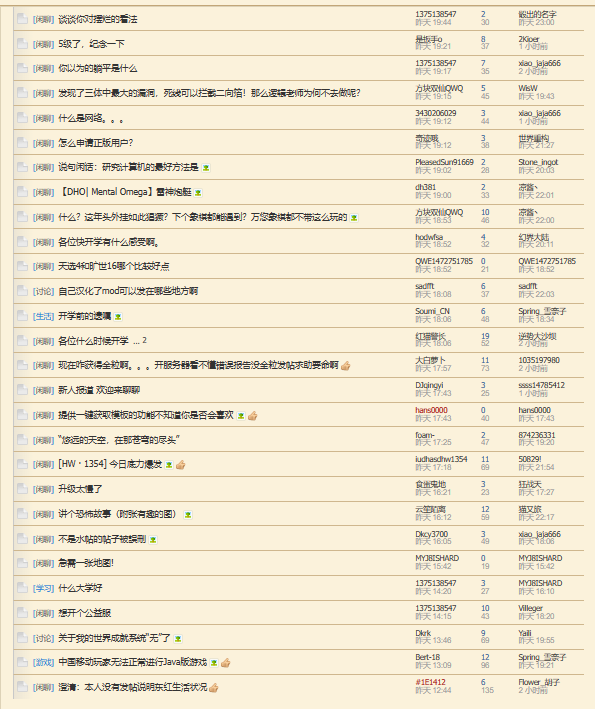 [闲聊] 谈谈你对摆烂的看法 1375138547 2 取出的名字
昨天 19:44 30 昨天 23:00
[闲聊] 5级了，纪念一下 是扳手o 8 2Kiper
昨天 19:21 37 1 小时前
[闲聊] 你以为的躺平是什么 1375138547 7 xiao_jaja666
昨天 19:17 35 2 小时前
[闲聊] 发现了三体中最大的漏洞，死线可以拦截二向箔！那么逻辑老师为何不去做呢？ 方块双仙QWQ 5 WisW
昨天 19:15 45 昨天 19:43
[闲聊] 什么是网络。。。 3430206029 3 xiao_jaja666
昨天 19:12 44 1 小时前
[闲聊] 怎么申请正版用户？ 奇迹哦 3 世界重构
昨天 19:12 38 昨天 21:27
[闲聊] 说句闲话：研究计算机的最好方法是 PleasedSun91669 2 Stone_ingot
昨天 19:02 28 昨天 20:03
[闲聊] 【DHO| Mental Omega】雷神炮艇 dh381 2 凉酱丶
昨天 19:00 33 昨天 22:01
[闲聊] 什么？这年头外挂如此猖獗？下个象棋都能遇到？万您象棋都不带这么玩的 方块双仙QWQ 10 凉酱丶
昨天 18:53 46 昨天 22:00
[闲聊] 各位快开学有什么感受啊。 hodwfsa 4 幻界大陆
昨天 18:52 32 昨天 20:11
[闲聊] 天选4和旷世16哪个比较好点 QWE1472751785 0 QWE1472751785
昨天 18:52 21 昨天 18:52
[讨论] 自己汉化了mod可以发在哪些地方啊 sadfft 6 sadfft
昨天 18:08 37 昨天 22:03
[生活] 开学前的遗嘱 Soumi_CN 6 Spring_雪奈子
昨天 18:06 48 昨天 18:34
[闲聊] 各位什么时候开学 ... 2 红猫警长 19 逆势大沙坝
昨天 18:06 52 2 小时前
[闲聊] 现在咋获得金粒啊。。。开服务器看不懂错误报告没金粒发帖求助要命啊 大白萝卜 11 1035197980
昨天 17:57 73 2 小时前
[闲聊] 新人报道 欢迎来聊聊 DJqingyi 3 ssss14785412
昨天 17:43 25 1 小时前
[闲聊] 提供一键获取模板的功能不知道你是否会喜欢 hans0000 0 hans0000
昨天 17:43 40 昨天 17:43
[闲聊] “悠远的天空，在那苍穹的尽头” foam- 2 874236331
昨天 17:25 47 昨天 19:20
[闲聊] [HW · 1354] 今日底力爆发 iudhasdhw1354 11 50829!
昨天 17:18 69 昨天 21:54
[闲聊] 升级太慢了 食蚩鬼地 3 狂战天
昨天 16:21 23 昨天 17:27
[闲聊] 讲个恐怖故事（附张有趣的图） 云笙陌离 12 猫又旅
昨天 16:12 59 昨天 22:17
[闲聊] 不是水帖的帖子被误删 Dkcy3700 3 xiao_jaja666
昨天 16:05 49 昨天 18:06
[闲聊] 急需一张地图！ MYJ8ISHARD 0 MYJ8ISHARD
昨天 15:42 19 昨天 15:42
[学习] 什么大学好 1375138547 3 MYJ8ISHARD
昨天 14:20 27 昨天 16:10
[闲聊] 想开个公益服 1375138547 10 Villeger
昨天 14:15 43 昨天 18:20
[讨论] 关于我的世界成就系统“无”了 Dkrk 9 Yaili
昨天 13:46 69 昨天 19:55
[游戏] 中国移动玩家无法正常进行Java版游戏 Bert-18 12 Spring_雪奈子
昨天 13:09 96 昨天 19:21
[闲聊] 澄清：本人没有发帖说明东红生活状况 #1E1412 6 Flower_胡子
昨天 12:44 135 2 小时前